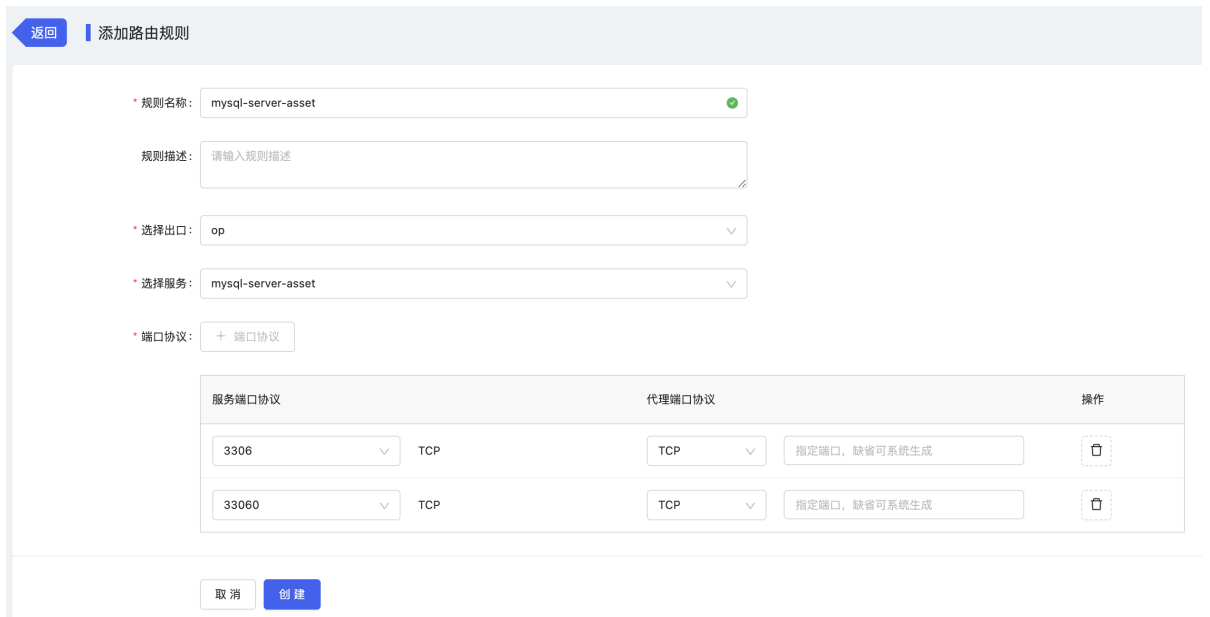 返回 添加路由规则
* 规则名称： mysql-server-asset
规则描述： 请输入规则描述
* 选择出口： op
* 选择服务： mysql-server-asset
* 端口协议： + 端口协议
服务端口协议 代理端口协议 操作
3306 TCP TCP 指定端口，缺省可系统生成
33060 TCP TCP 指定端口，缺省可系统生成
取 消 创 建